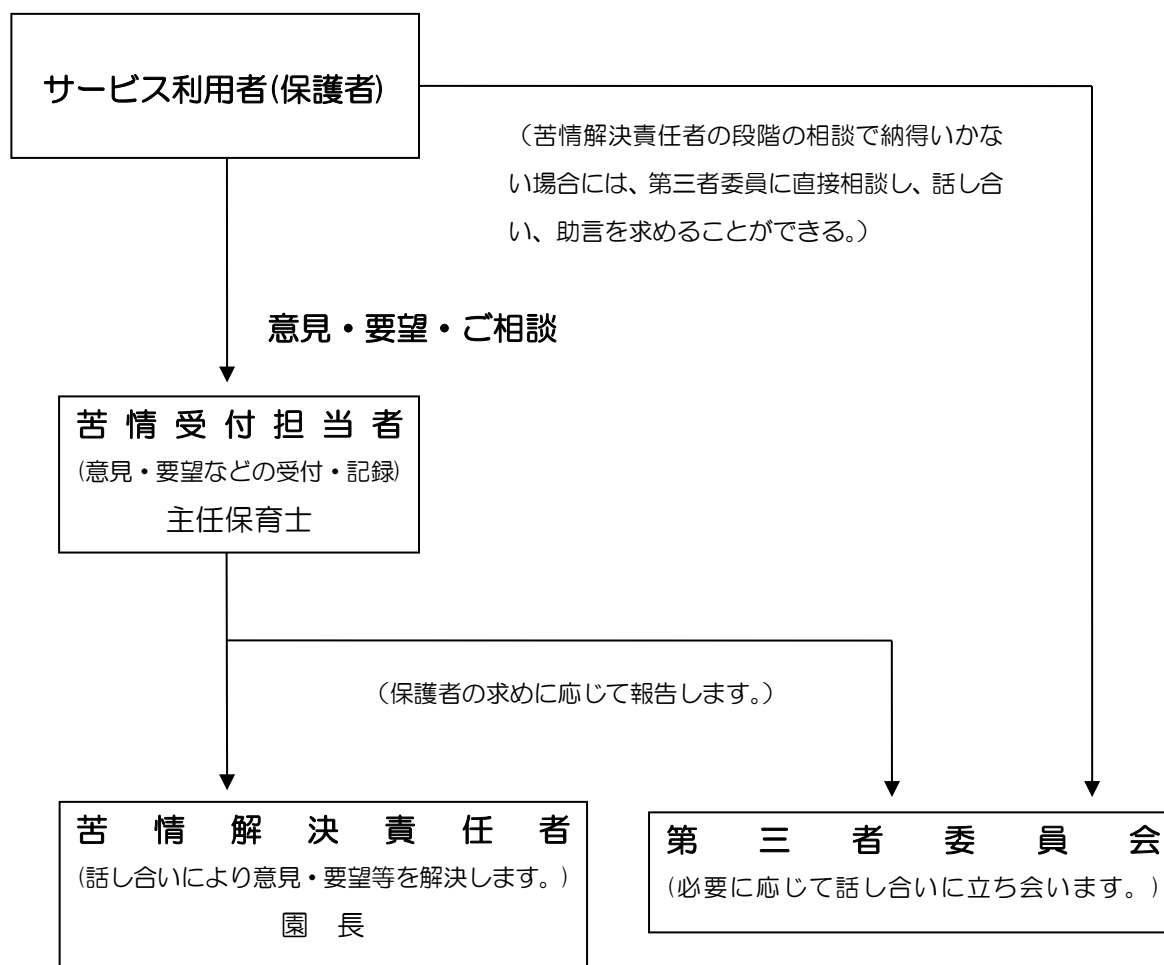 サービス利用者(保護者)
（苦情解決責任者の段階の相談で納得いかな
い場合には、第三者委員に直接相談し、話し合
い、助言を求めることができる。）
意見・要望・ご相談
苦情受付担当者
(意見・要望などの受付・記録)
主任保育士
（保護者の求めに応じて報告します。）
苦情解決責任者
(話し合いにより意見・要望等を解決します。)
園　長
第三者委員会
(必要に応じて話し合いに立ち会います。)